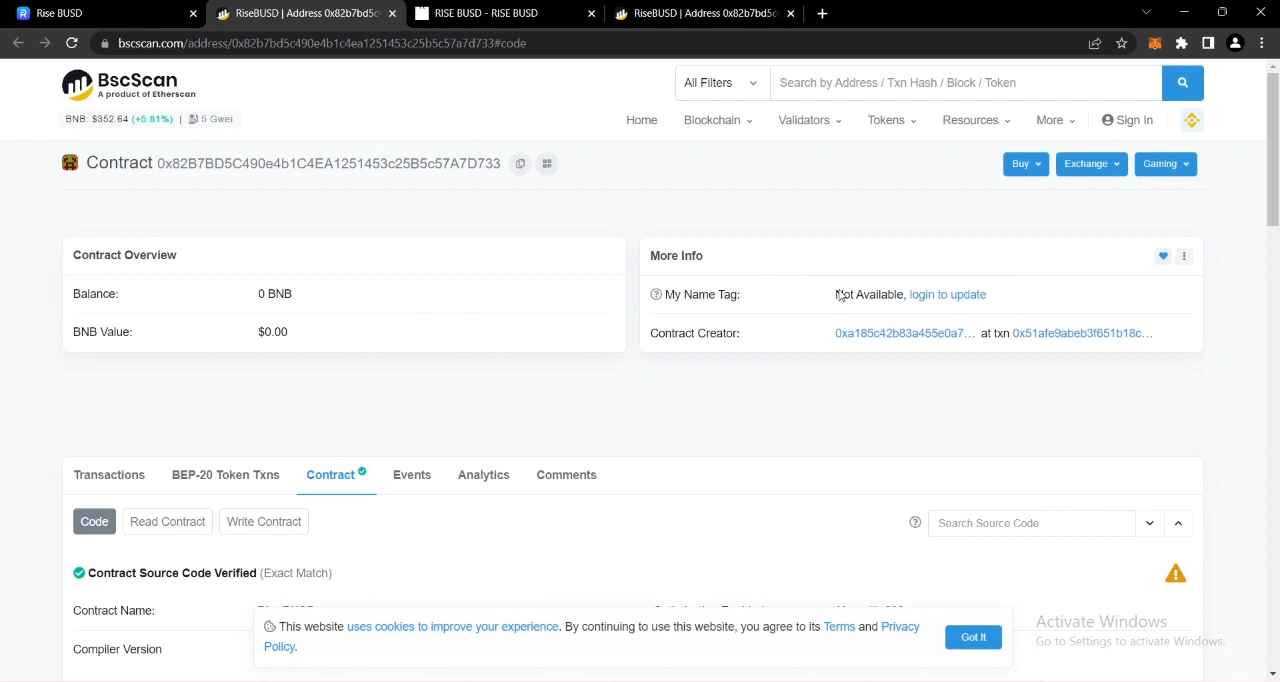 Rise BUSD
RiseBUSD | Address 0x82b7bd5c
RISE BUSD - RISE BUSD
RiseBUSD | Address 0x82b7bd5c
bscscan.com/address/0x82b7bd5c490e4b1c4ea1251453c25b5c57a7d733#code
BscScan
A product of Etherscan
All Filters
Search by Address / Txn Hash / Block / Token
BNB: $352.64 (+5.81%) | 5 Gwei
Home Blockchain Validators Tokens Resources More Sign In
Contract 0x82B7BD5C490e4b1C4EA1251453c25B5c57A7D733
Buy Exchange Gaming
Contract Overview
Balance: 0 BNB
BNB Value: $0.00
More Info
My Name Tag: Not Available, login to update
Contract Creator: 0xa185c42b83a455e0a7... at txn 0x51afe9abeb3f651b18c...
Transactions BEP-20 Token Txns Contract Events Analytics Comments
Code Read Contract Write Contract
Search Source Code
Contract Source Code Verified (Exact Match)
Contract Name:
Compiler Version
This website uses cookies to improve your experience. By continuing to use this website, you agree to its Terms and Privacy
Policy.
Got It
Activate Windows
Go to Settings to activate Windows.